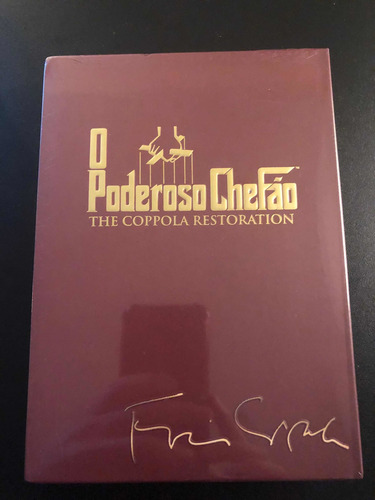 O
Poderoso Chefão
THE COPPOLA RESTORATION